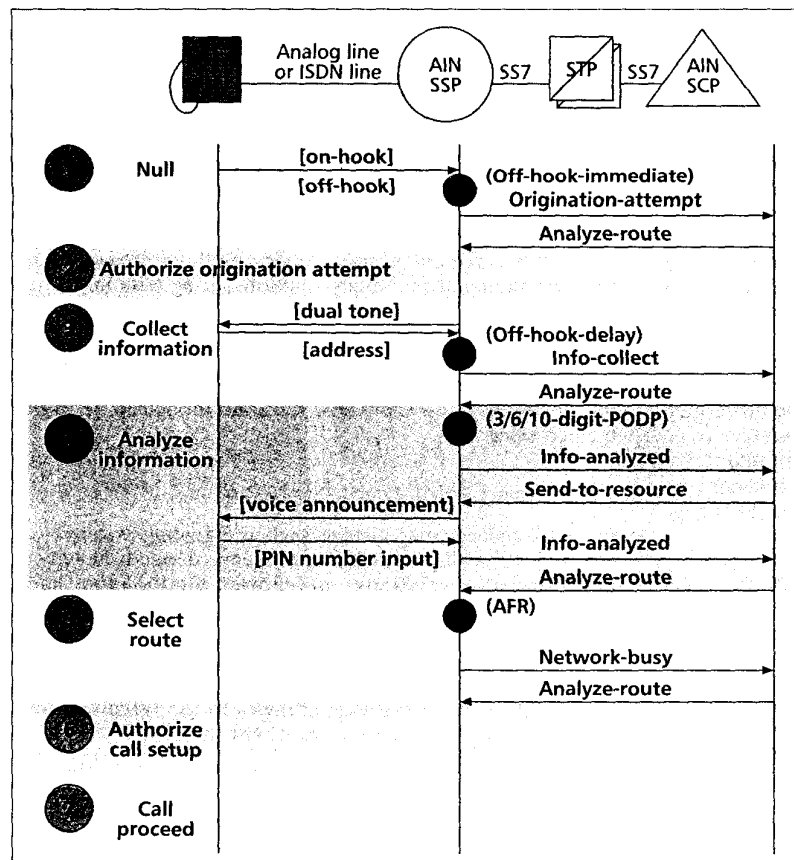 Analog line
or ISDN line
AIN
SSP
SS7
STP
SS7
AIN
SCP
Null
[on-hook]
[off-hook]
(Off-hook-immediate)
Origination-attempt
Analyze-route
Authorize origination attempt
[dual tone]
Collect
information
[address]
(Off-hook-delay)
Info-collect
Analyze-route
Analyze
information
(3/6/10-digit-PODP)
Info-analyzed
Send-to-resource
[voice announcement]
[PIN number input]
Info-analyzed
Analyze-route
Select
route
(AFR)
Network-busy
Analyze-route
Authorize
call setup
Call
proceed